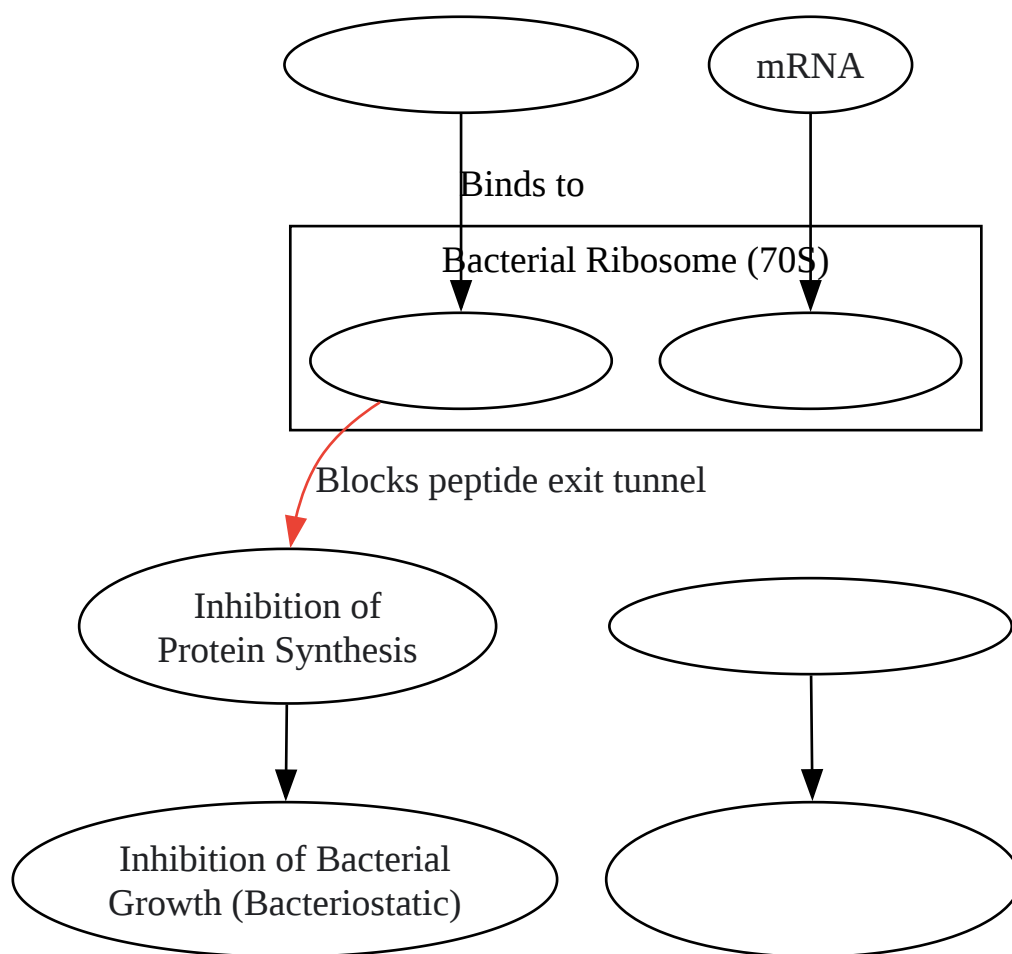 mRNA
Binds to
Bacterial Ribosome (70S)
Blocks peptide exit tunnel
Inhibition of
Protein Synthesis
Inhibition of Bacterial
Growth (Bacteriostatic)